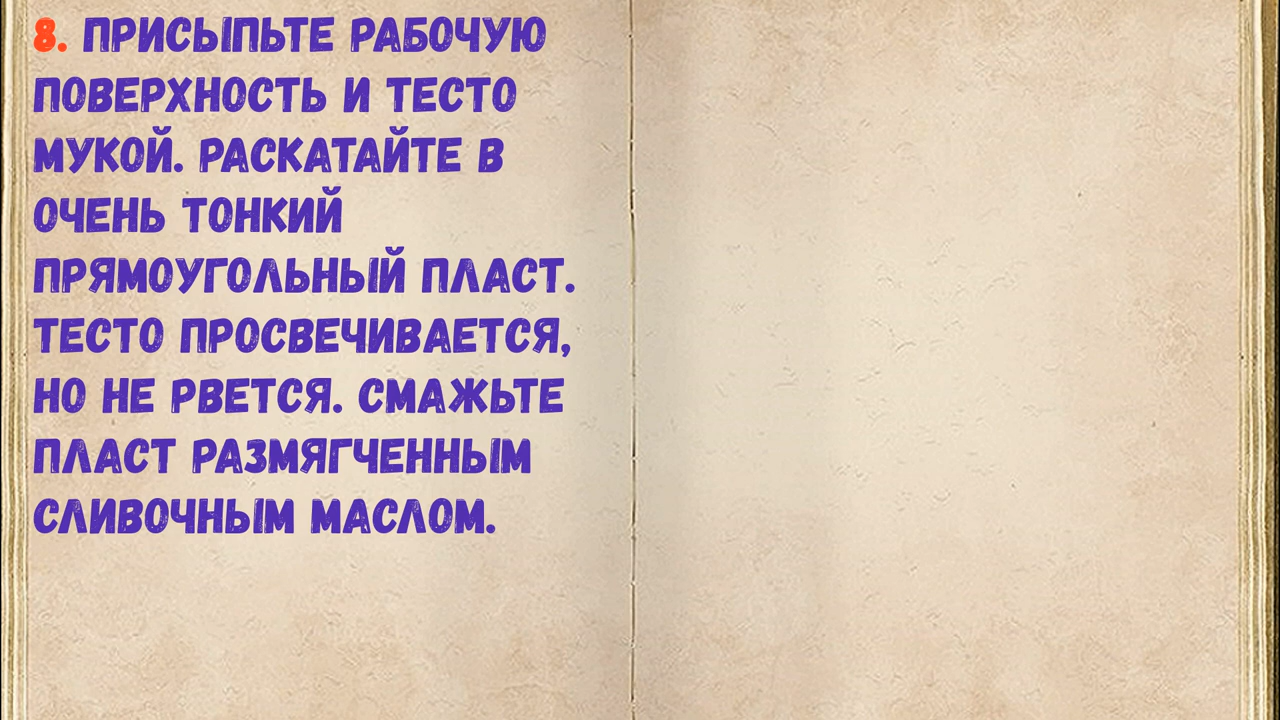 8. ПРИСЫПЬТЕ РАБОЧУЮ
ПОВЕРХНОСТЬ И ТЕСТО
МУКОЙ. РАСКАТАЙТЕ В
ОЧЕНЬ ТОНКИЙ
ПРЯМОУГОЛЬНЫЙ ПЛАСТ.
ТЕСТО ПРОСВЕЧИВАЕТСЯ,
НО НЕ РВЕТСЯ. СМАЖЬТЕ
ПЛАСТ РАЗМЯГЧЕННЫМ
СЛИВОЧНЫМ МАСЛОМ.